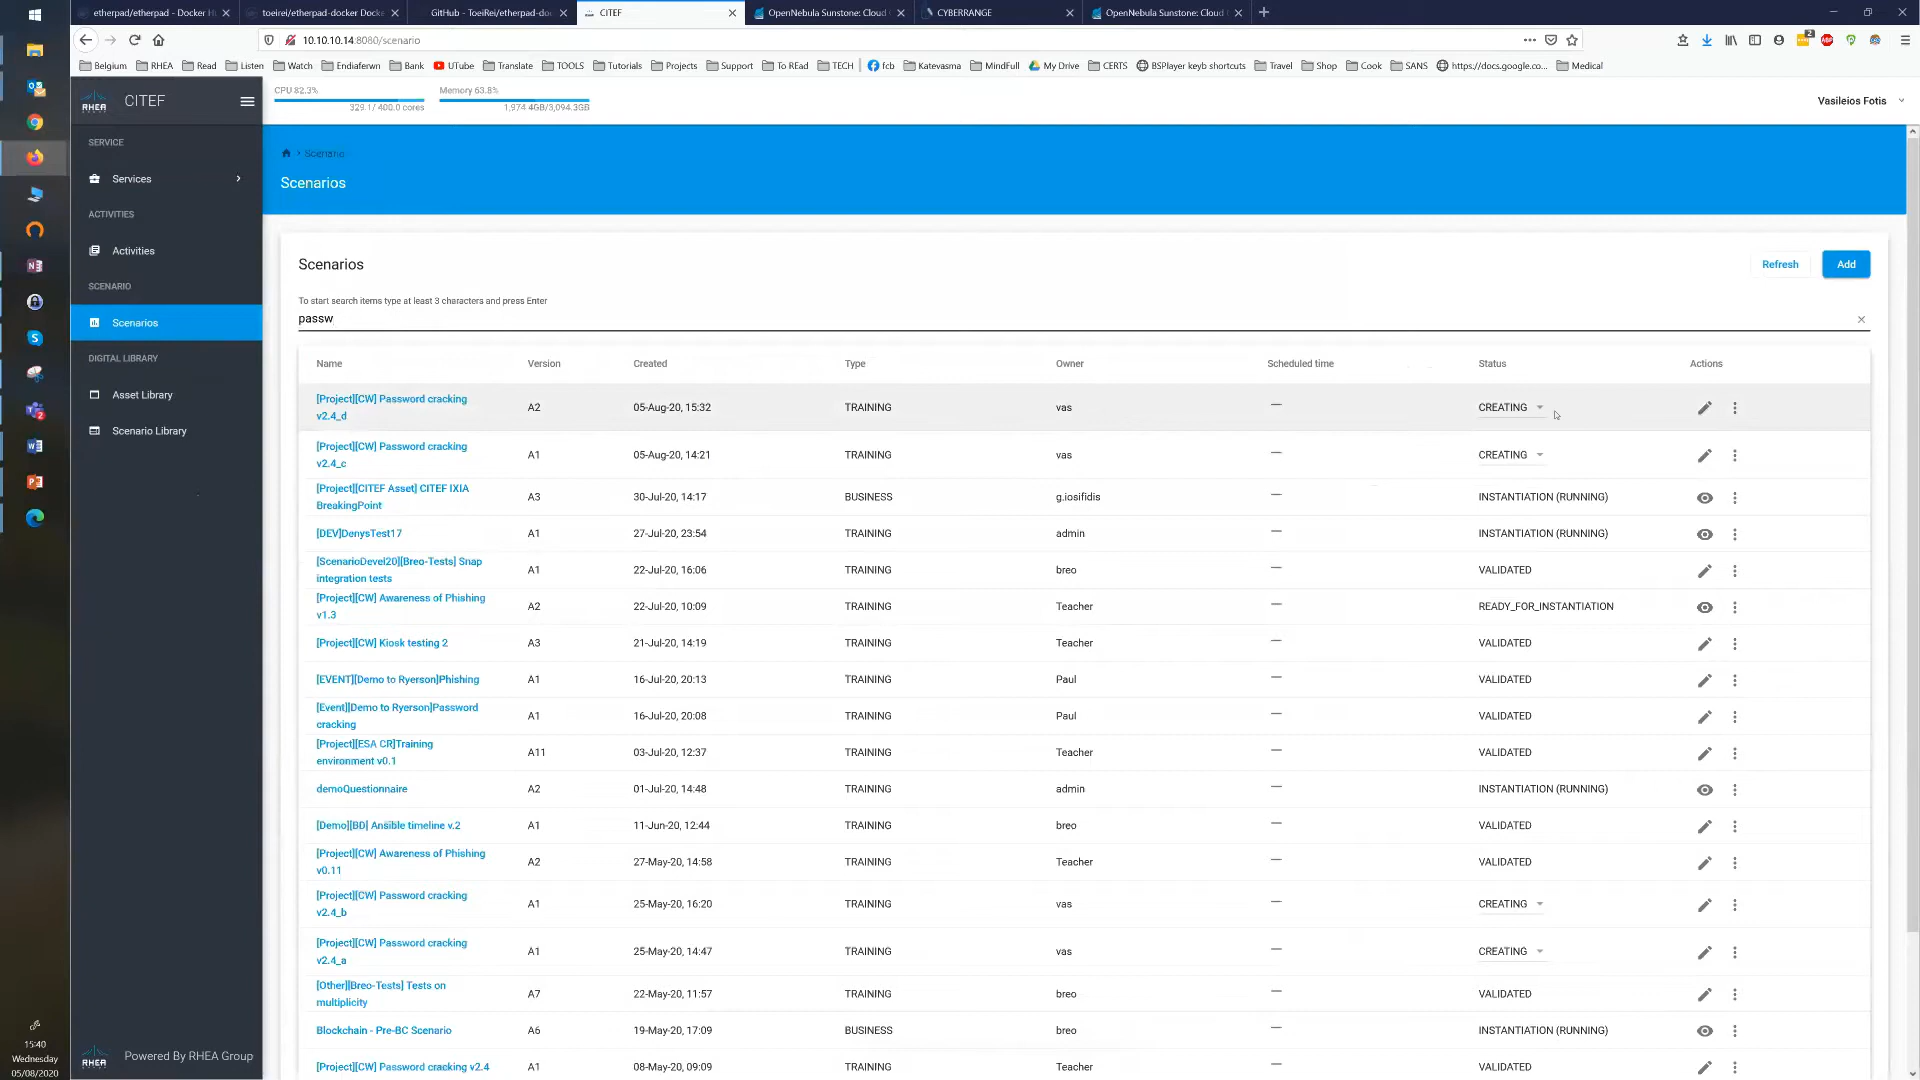 etherpad/etherpad - Docker H
toeirei/etherpad-docker Docke
GitHub - ToeiRei/etherpad-do
CITEF
OpenNebula Sunstone: Cloud
CYBERRANGE
OpenNebula Sunstone: Cloud
10.10.10.14:8080/scenario
Belgium RHEA Read Listen Watch Endiaferwn Bank UTube Translate TOOLS Tutorials Projects Support To REad TECH fcb Katevasma MindFull My Drive CERTS BSPlayer keyb shortcuts Travel Shop Cook SANS https://docs.google.co... Medical
RHEA CITEF
CPU 82.3% Memory 63.8%
329.1/ 400.0 cores 1,974.4GB/3,094.3GB
Vasileios Fotis
SERVICE
Services
ACTIVITIES
Activities
SCENARIO
Scenarios
DIGITAL LIBRARY
Asset Library
Scenario Library
Scenario
Scenarios
Scenarios
Refresh Add
To start search items type at least 3 characters and press Enter
passw
Name Version Created Type Owner Scheduled time Status Actions
[Project][CW] Password cracking
v2.4_d A2 05-Aug-20, 15:32 TRAINING vas — CREATING
[Project][CW] Password cracking
v2.4_c A1 05-Aug-20, 14:21 TRAINING vas — CREATING
[Project][CITEF Asset] CITEF IXIA
BreakingPoint A3 30-Jul-20, 14:17 BUSINESS g.iosifidis — INSTANTIATION (RUNNING)
[DEV]DenysTest17 A1 27-Jul-20, 23:54 TRAINING admin — INSTANTIATION (RUNNING)
[ScenarioDevel20][Breo-Tests] Snap
integration tests A1 22-Jul-20, 16:06 TRAINING breo — VALIDATED
[Project][CW] Awareness of Phishing
v1.3 A2 22-Jul-20, 10:09 TRAINING Teacher — READY_FOR_INSTANTIATION
[Project][CW] Kiosk testing 2 A3 21-Jul-20, 14:19 TRAINING Teacher — VALIDATED
[EVENT][Demo to Ryerson]Phishing A1 16-Jul-20, 20:13 TRAINING Paul — VALIDATED
[Event][Demo to Ryerson]Password
cracking A1 16-Jul-20, 20:08 TRAINING Paul — VALIDATED
[Project][ESA CR]Training
environment v0.1 A11 03-Jul-20, 12:37 TRAINING Teacher — VALIDATED
demoQuestionnaire A2 01-Jul-20, 14:48 TRAINING admin — INSTANTIATION (RUNNING)
[Demo][BD] Ansible timeline v.2 A1 11-Jun-20, 12:44 TRAINING breo — VALIDATED
[Project][CW] Awareness of Phishing
v0.11 A2 27-May-20, 14:58 TRAINING Teacher — VALIDATED
[Project][CW] Password cracking
v2.4_b A1 25-May-20, 16:20 TRAINING vas — CREATING
[Project][CW] Password cracking
v2.4_a A1 25-May-20, 14:47 TRAINING vas — CREATING
[Other][Breo-Tests] Tests on
multiplicity A7 22-May-20, 11:57 TRAINING breo — VALIDATED
Blockchain - Pre-BC Scenario A6 19-May-20, 17:09 BUSINESS breo — INSTANTIATION (RUNNING)
[Project][CW] Password cracking v2.4 A1 08-May-20, 09:09 TRAINING Teacher — VALIDATED
RHEA Powered By RHEA Group
15:40
Wednesday
05/08/2020